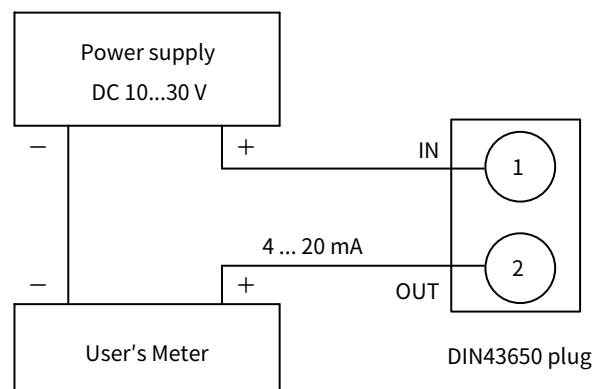 Power supply
DC 10...30 V
− +
IN
1
4 ... 20 mA
2
− +
OUT
User's Meter
DIN43650 plug